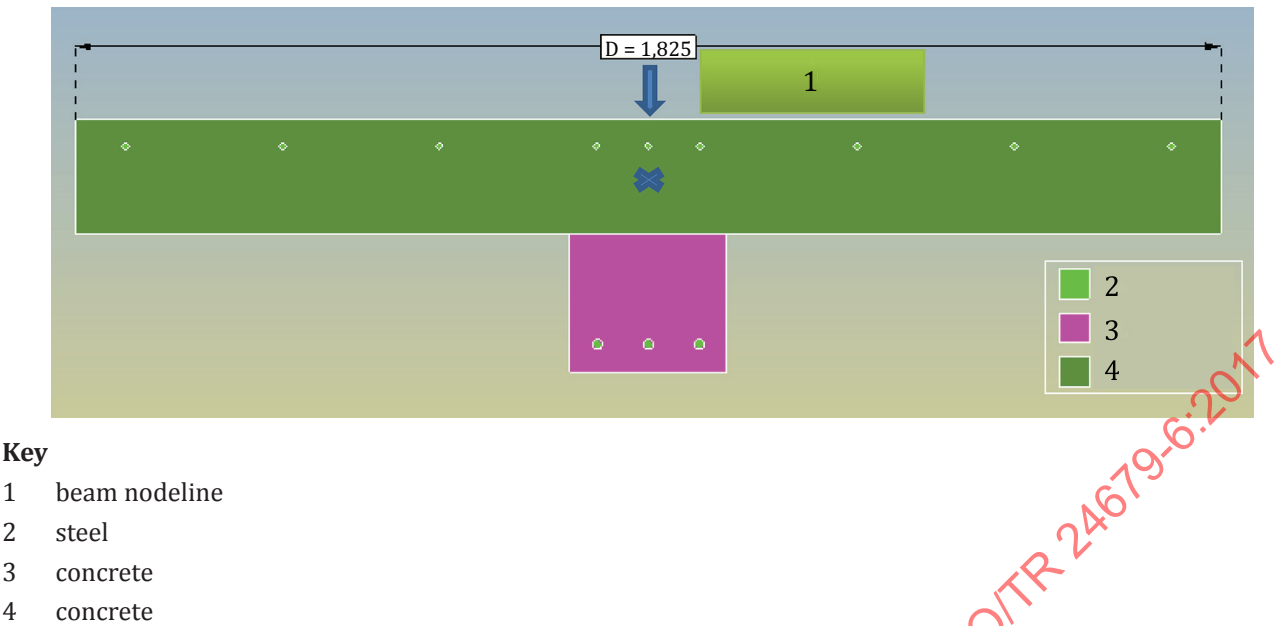 D = 1,825
1
2
3
4
Key
1 beam nodeline
2 steel
3 concrete
4 concrete
O/TR 24679-6:2017